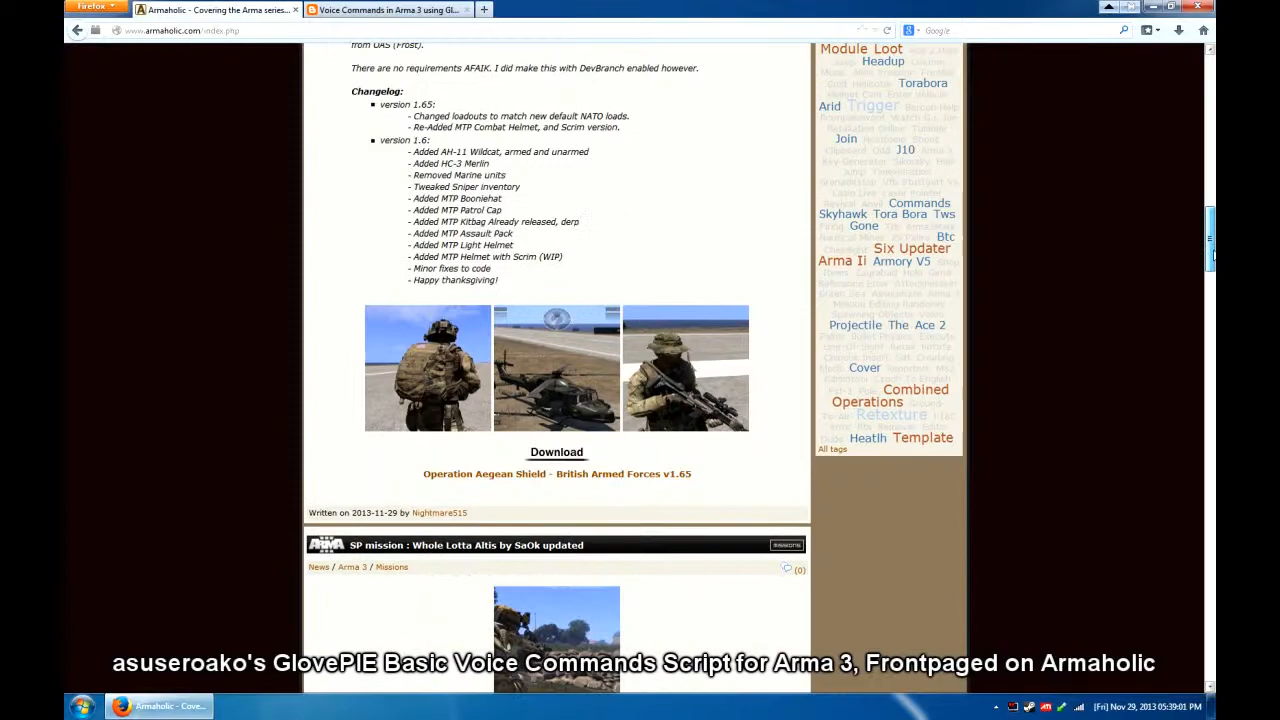 Firefox
Armaholic - Covering the Arma series...
Voice Commands in Arma 3 using Gl...
www.armaholic.com/index.php
Google
from OAS (Frost).
There are no requirements AFAIK. I did make this with DevBranch enabled however.
Changelog:
version 1.65:
- Changed loadouts to match new default NATO loads.
- Re-Added MTP Combat Helmet, and Scrim version.
version 1.6:
- Added AH-11 Wildcat, armed and unarmed
- Added HC-3 Merlin
- Removed Marine units
- Tweaked Sniper inventory
- Added MTP Booniehat
- Added MTP Patrol Cap
- Added MTP Kitbag Already released, derp
- Added MTP Assault Pack
- Added MTP Light Helmet
- Added MTP Helmet with Scrim (WIP)
- Minor fixes to code
- Happy thanksgiving!
Download
Operation Aegean Shield - British Armed Forces v1.65
Written on 2013-11-29 by Nightmare515
ARMA
SP mission : Whole Lotta Altis by SaOk updated
missions
News / Arma 3 / Missions
(0)
Module Loot
Headup
Torabora
Arid Trigger
Join
J10
Commands
Skyhawk Tora Bora Tws
Gone
Btc
Six Updater
Arma Ii Armory V5
Projectile The Ace 2
Cover
Combined
Operations
Retexture
Heatlh Template
All tags
asuseroako's GlovePIE Basic Voice Commands Script for Arma 3, Frontpaged on Armaholic
Armaholic - Cove...
[Fri] Nov 29, 2013 05:39:01 PM